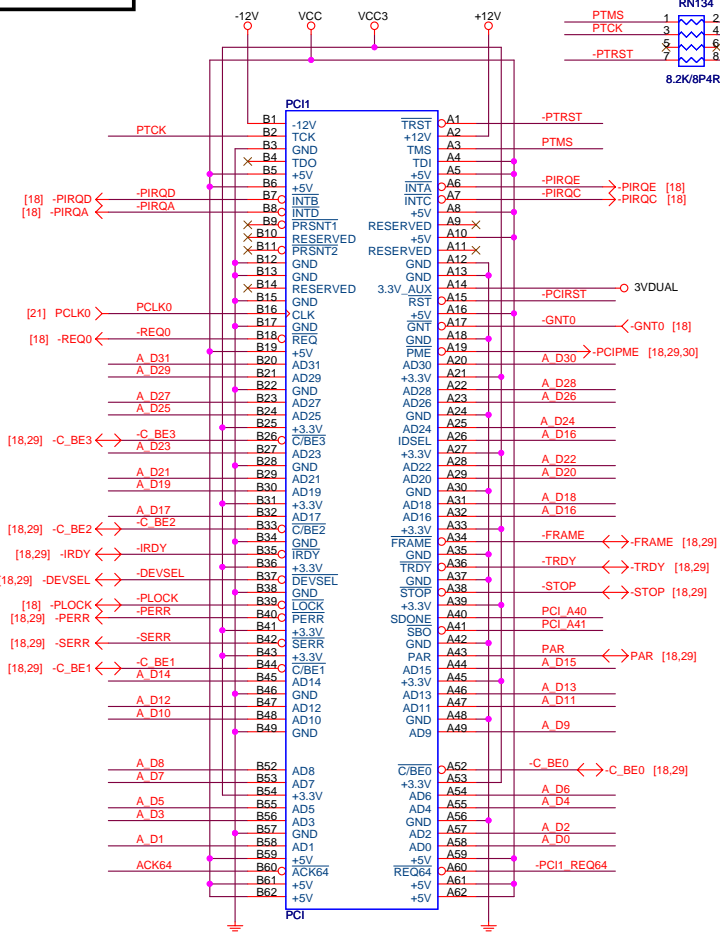 -12V VCC VCC3 +12V
RN134
PTMS 1 2
PTCK 3 4
5 6
-PTRST 7 8
8.2K/8P4R
PCI1
B1 -12V TRST A1 -PTRST
PTCK B2 TCK +12V A2
B3 GND TMS A3 PTMS
B4 TDO TDI A4
B5 +5V +5V A5
B6 +5V INTA A6 -PIRQE -PIRQE [18]
[18] -PIRQD -PIRQD B7 INTB INTC A7 -PIRQC -PIRQC [18]
[18] -PIRQA -PIRQA B8 INTD +5V A8
B9 PRSNT1 RESERVED A9
B10 RESERVED +5V A10
B11 PRSNT2 RESERVED A11
B12 GND GND A12
B13 GND GND A13
B14 RESERVED 3.3V_AUX A14 3VDUAL
B15 GND RST A15 -PCIRST
[21] PCLK0 PCLK0 B16 CLK +5V A16
B17 GND GNT A17 -GNT0 -GNT0 [18]
[18] -REQ0 -REQ0 B18 REQ GND A18
B19 +5V PME A19 -PCIPME [18,29,30]
A_D31 B20 AD31 AD30 A20 A_D30
A_D29 B21 AD29 +3.3V A21
B22 GND AD28 A22 A_D28
A_D27 B23 AD27 AD26 A23 A_D26
A_D25 B24 AD25 GND A24
B25 +3.3V AD24 A25 A_D24
[18,29] -C_BE3 -C_BE3 B26 C/BE3 IDSEL A26 A_D16
A_D23 B27 AD23 +3.3V A27
B28 GND AD22 A28 A_D22
A_D21 B29 AD21 AD20 A29 A_D20
A_D19 B30 AD19 GND A30
B31 +3.3V AD18 A31 A_D18
A_D17 B32 AD17 AD16 A32 A_D16
[18,29] -C_BE2 -C_BE2 B33 C/BE2 +3.3V A33
B34 GND FRAME A34 -FRAME -FRAME [18,29]
[18,29] -IRDY -IRDY B35 IRDY GND A35
B36 +3.3V TRDY A36 -TRDY -TRDY [18,29]
[18,29] -DEVSEL -DEVSEL B37 DEVSEL GND A37
B38 GND STOP A38 -STOP -STOP [18,29]
[18] -PLOCK -PLOCK B39 LOCK +3.3V A39
[18,29] -PERR -PERR B40 PERR SDONE A40 PCI_A40
B41 +3.3V SBO A41 PCI_A41
[18,29] -SERR -SERR B42 SERR GND A42
B43 +3.3V PAR A43 PAR PAR [18,29]
[18,29] -C_BE1 -C_BE1 B44 C/BE1 AD15 A44 A_D15
A_D14 B45 AD14 +3.3V A45
B46 GND AD13 A46 A_D13
A_D12 B47 AD12 AD11 A47 A_D11
A_D10 B48 AD10 GND A48
B49 GND AD9 A49 A_D9
A_D8 B52 AD8 C/BE0 A52 -C_BE0 -C_BE0 [18,29]
A_D7 B53 AD7 +3.3V A53
B54 +3.3V AD6 A54 A_D6
A_D5 B55 AD5 AD4 A55 A_D4
A_D3 B56 AD3 GND A56
B57 GND AD2 A57 A_D2
A_D1 B58 AD1 AD0 A58 A_D0
B59 +5V +5V A59
ACK64 B60 ACK64 REQ64 A60 -PCI1_REQ64
B61 +5V +5V A61
B62 +5V +5V A62
PCI